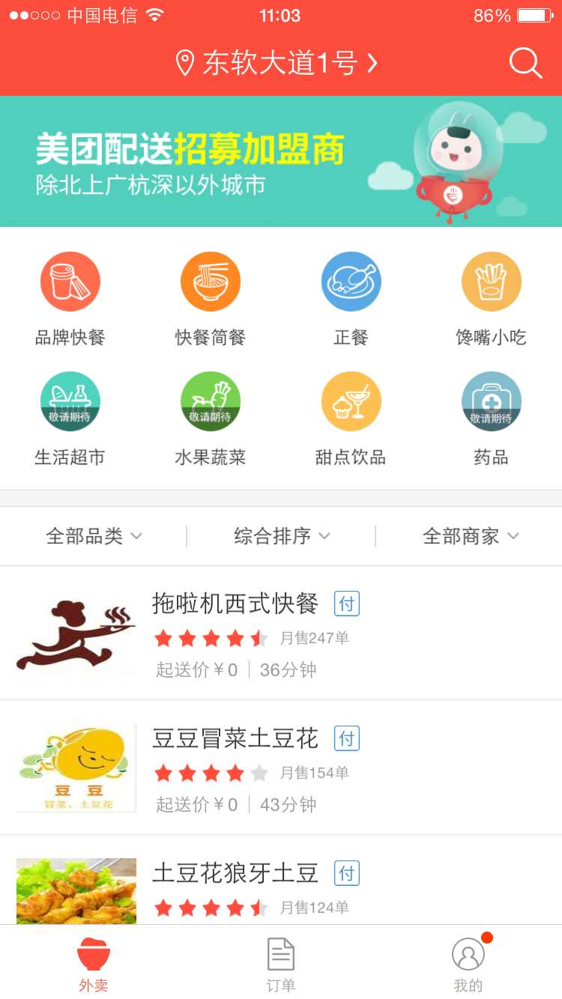 中国电信 11:03 86%
东软大道1号
美团配送招募加盟商
除北上广杭深以外城市
品牌快餐 快餐简餐 正餐 馋嘴小吃
敬请期待 敬请期待 敬请期待
生活超市 水果蔬菜 甜点饮品 药品
全部品类 综合排序 全部商家
拖啦机西式快餐 付
月售247单
起送价￥0 36分钟
豆豆冒菜土豆花 付
月售154单
豆 豆
冒菜、土豆花
起送价￥0 43分钟
土豆花狼牙土豆 付
月售124单
外卖 订单 我的